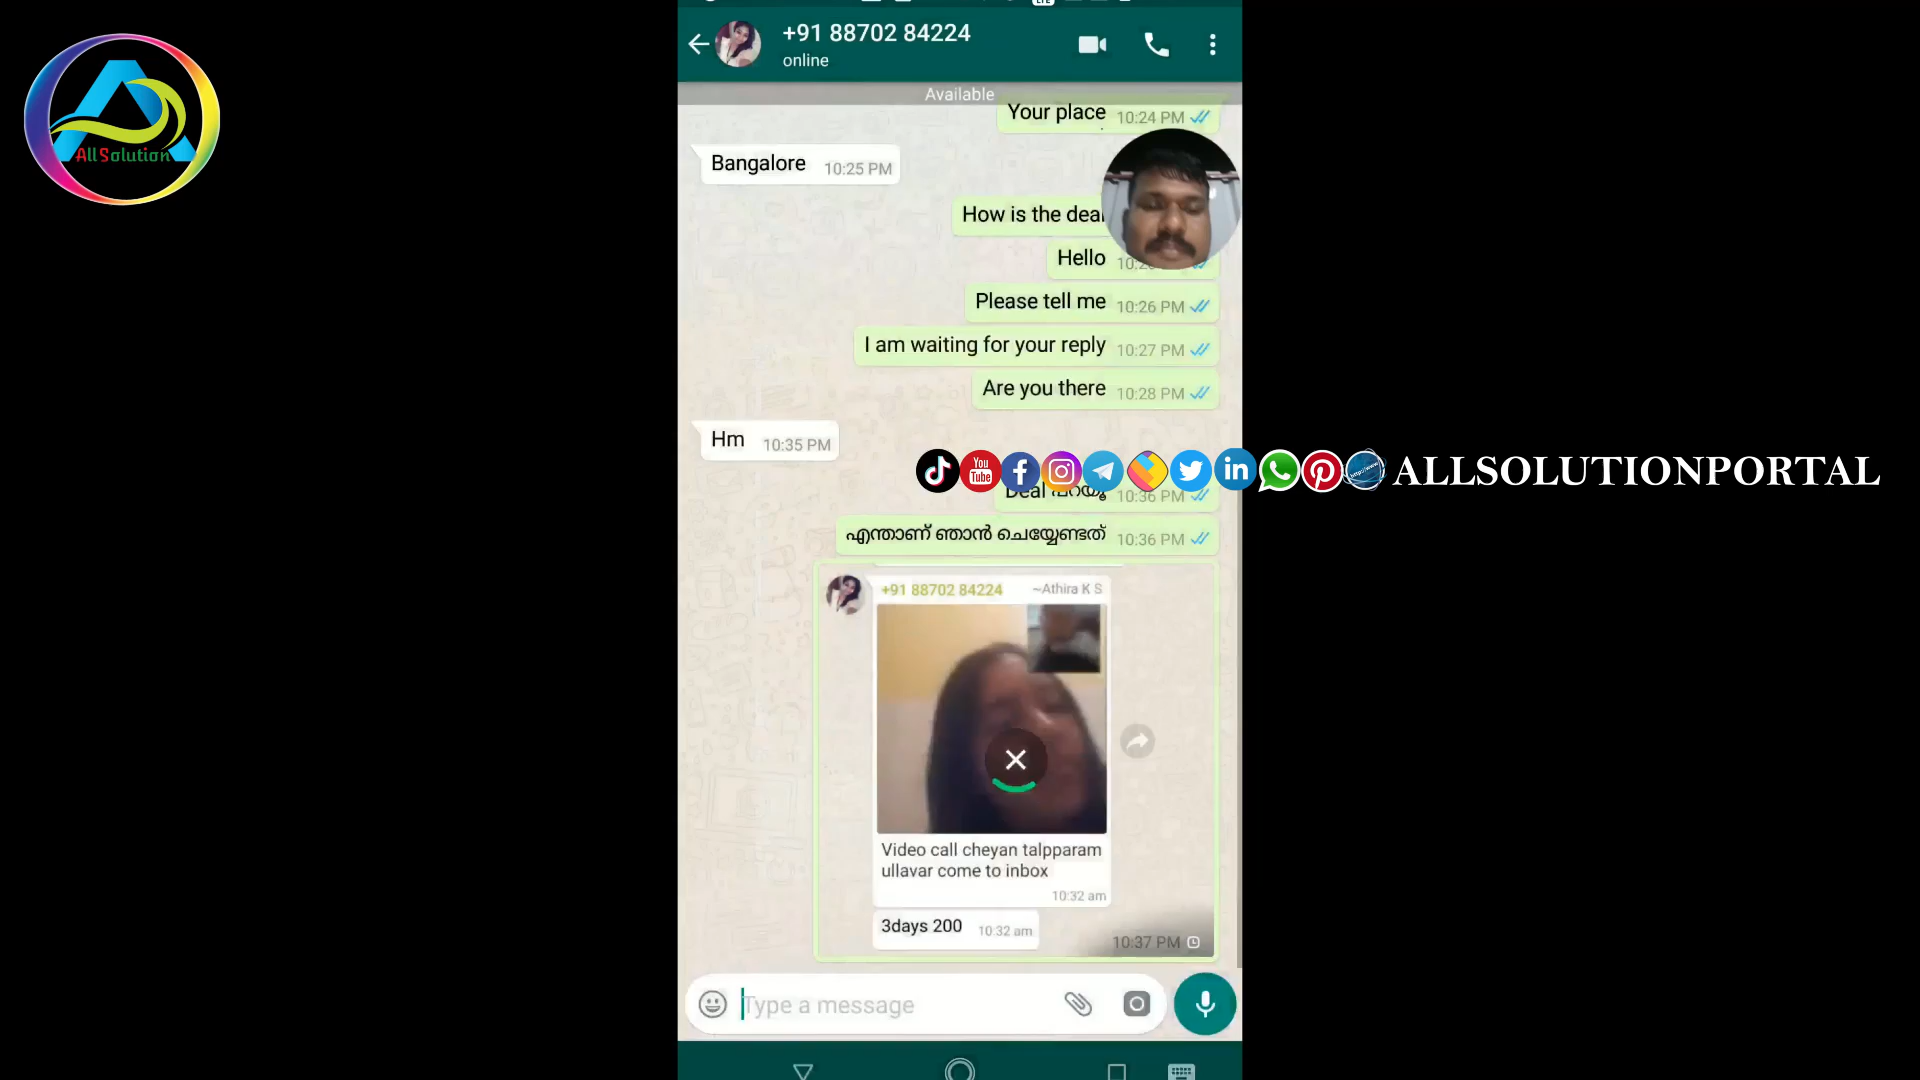 +91 88702 84224
online
Available
Your place 10:24 PM
Bangalore 10:25 PM
How is the deal
Hello
Please tell me 10:26 PM
I am waiting for your reply 10:27 PM
Are you there 10:28 PM
Hm 10:35 PM
Deal പറയൂ 10:36 PM
എന്താണ് ഞാൻ ചെയ്യേണ്ടത് 10:36 PM
+91 88702 84224 ~Athira K S
Video call cheyan talpparam
ullavar come to inbox
10:32 am
3days 200 10:32 am
10:37 PM
Type a message
AllSolution
You
Tube
ALLSOLUTIONPORTAL